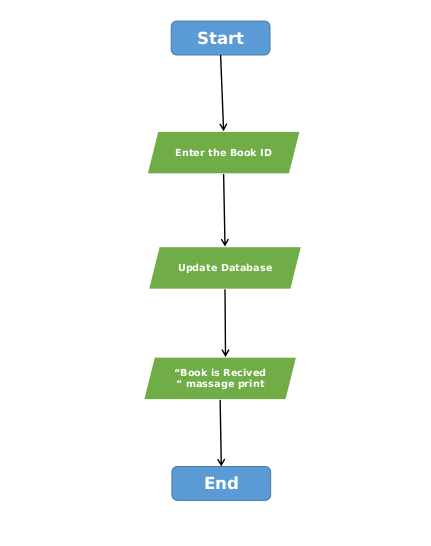 Start
Enter the Book ID
Update Database
“Book is Recived
“ massage print
End